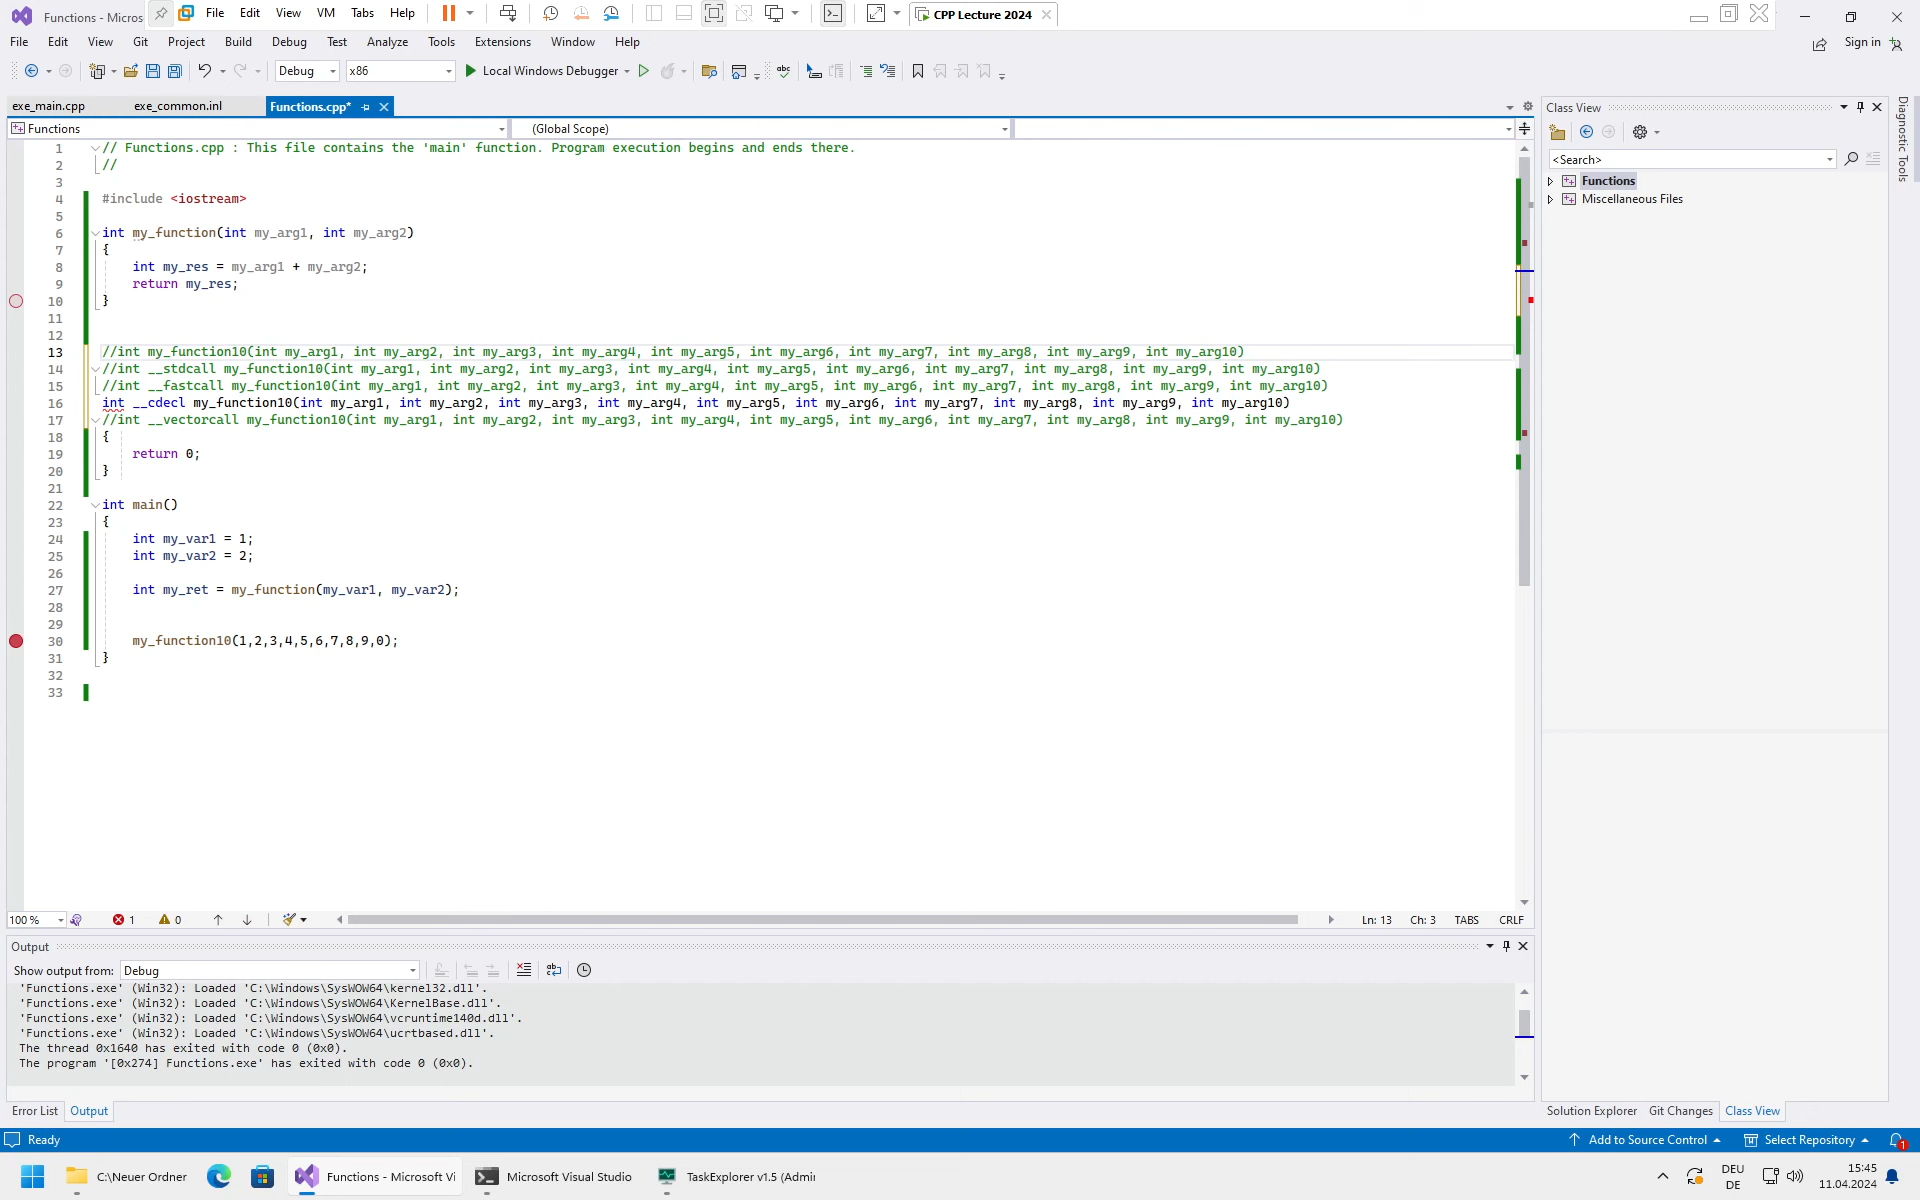 Functions - Micros File Edit View VM Tabs Help CPP Lecture 2024
File Edit View Git Project Build Debug Test Analyze Tools Extensions Window Help Sign in
Debug x86 Local Windows Debugger
exe_main.cpp exe_common.inl Functions.cpp* Class View
Functions (Global Scope)
<Search>
Functions
Miscellaneous Files
Diagnostic Tools
1 // Functions.cpp : This file contains the 'main' function. Program execution begins and ends there.
2 //
3
4 #include <iostream>
5
6 int my_function(int my_arg1, int my_arg2)
7 {
8 int my_res = my_arg1 + my_arg2;
9 return my_res;
10 }
11
12
13 //int my_function10(int my_arg1, int my_arg2, int my_arg3, int my_arg4, int my_arg5, int my_arg6, int my_arg7, int my_arg8, int my_arg9, int my_arg10)
14 //int __stdcall my_function10(int my_arg1, int my_arg2, int my_arg3, int my_arg4, int my_arg5, int my_arg6, int my_arg7, int my_arg8, int my_arg9, int my_arg10)
15 //int __fastcall my_function10(int my_arg1, int my_arg2, int my_arg3, int my_arg4, int my_arg5, int my_arg6, int my_arg7, int my_arg8, int my_arg9, int my_arg10)
16 int __cdecl my_function10(int my_arg1, int my_arg2, int my_arg3, int my_arg4, int my_arg5, int my_arg6, int my_arg7, int my_arg8, int my_arg9, int my_arg10)
17 //int __vectorcall my_function10(int my_arg1, int my_arg2, int my_arg3, int my_arg4, int my_arg5, int my_arg6, int my_arg7, int my_arg8, int my_arg9, int my_arg10)
18 {
19 return 0;
20 }
21
22 int main()
23 {
24 int my_var1 = 1;
25 int my_var2 = 2;
26
27 int my_ret = my_function(my_var1, my_var2);
28
29
30 my_function10(1,2,3,4,5,6,7,8,9,0);
31 }
32
33
100 % 1 0 Ln: 13 Ch: 3 TABS CRLF
Output
Show output from: Debug
'Functions.exe' (Win32): Loaded 'C:\Windows\SysWOW64\kernel32.dll'.
'Functions.exe' (Win32): Loaded 'C:\Windows\SysWOW64\KernelBase.dll'.
'Functions.exe' (Win32): Loaded 'C:\Windows\SysWOW64\vcruntime140d.dll'.
'Functions.exe' (Win32): Loaded 'C:\Windows\SysWOW64\ucrtbased.dll'.
The thread 0x1640 has exited with code 0 (0x0).
The program '[0x274] Functions.exe' has exited with code 0 (0x0).
Error List Output Solution Explorer Git Changes Class View
Ready Add to Source Control Select Repository 1
C:\Neuer Ordner Functions - Microsoft Vi Microsoft Visual Studio TaskExplorer v1.5 (Admir DEU 15:45
DE 11.04.2024